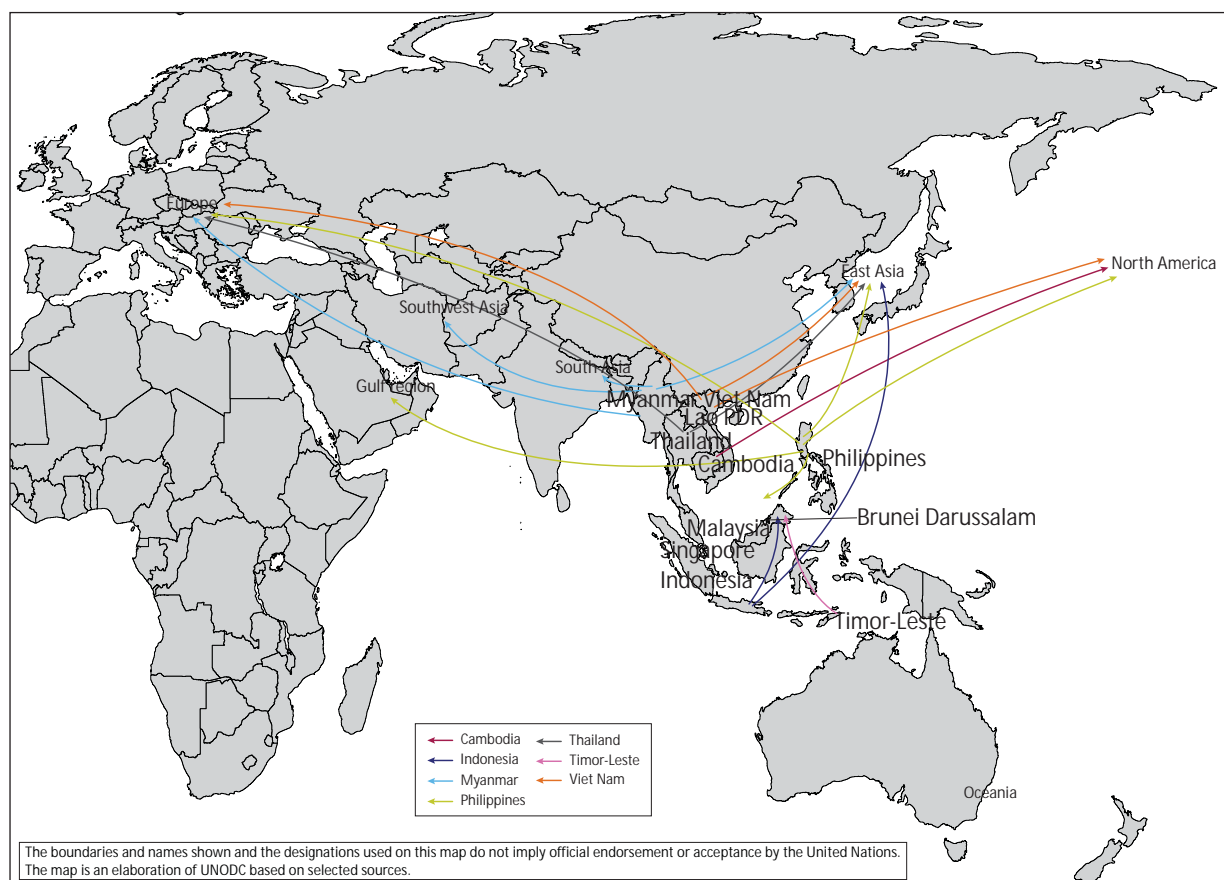 Europe
East Asia
North America
Southwest Asia
South Asia
Gulf region
Myanmar Viet Nam
Lao PDR
Thailand
Cambodia
Philippines
Malaysia
Brunei Darussalam
Singapore
Indonesia
Timor-Leste
Cambodia
Thailand
Indonesia
Timor-Leste
Myanmar
Viet Nam
Philippines
Oceania
The boundaries and names shown and the designations used on this map do not imply official endorsement or acceptance by the United Nations.
The map is an elaboration of UNODC based on selected sources.